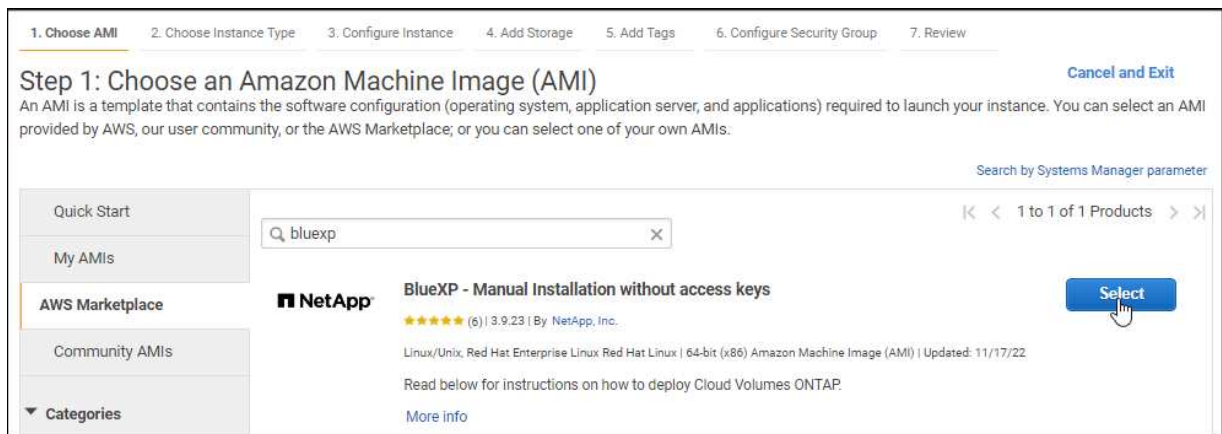 1. Choose AMI 2. Choose Instance Type 3. Configure Instance 4. Add Storage 5. Add Tags 6. Configure Security Group 7. Review
Step 1: Choose an Amazon Machine Image (AMI)
Cancel and Exit
An AMI is a template that contains the software configuration (operating system, application server, and applications) required to launch your instance. You can select an AMI
provided by AWS, our user community, or the AWS Marketplace; or you can select one of your own AMIs.
Search by Systems Manager parameter
Quick Start
My AMIs
AWS Marketplace
Community AMIs
Categories
bluexp
1 to 1 of 1 Products
NetApp
BlueXP - Manual Installation without access keys
(6) | 3.9.23 | By NetApp, Inc.
Linux/Unix, Red Hat Enterprise Linux Red Hat Linux | 64-bit (x86) Amazon Machine Image (AMI) | Updated: 11/17/22
Read below for instructions on how to deploy Cloud Volumes ONTAP.
More info
Select